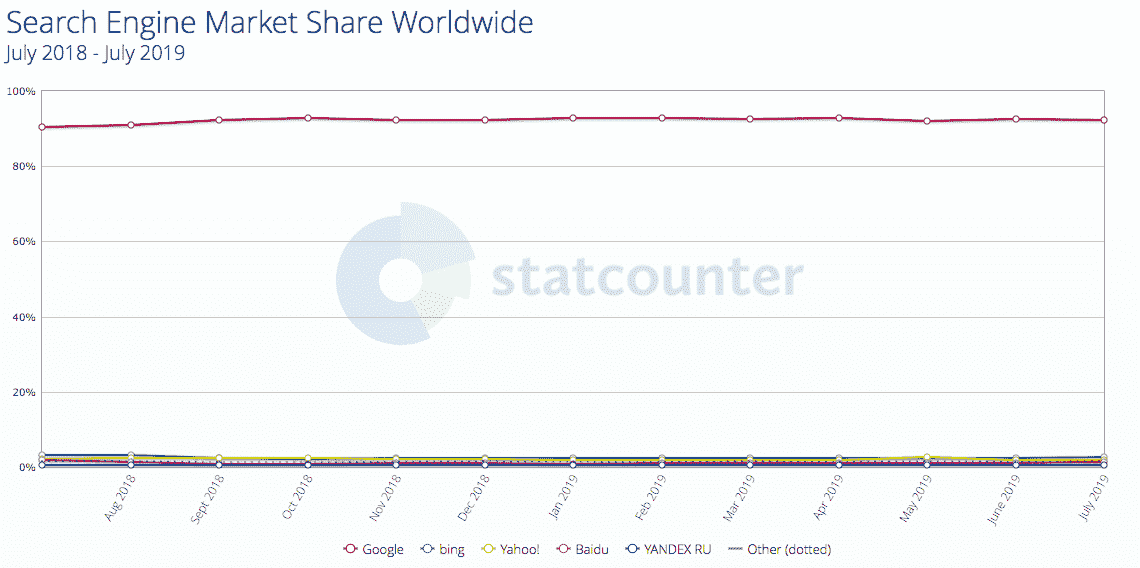 Search Engine Market Share Worldwide
July 2018 - July 2019
100%
80%
60%
40%
20%
0%
statcounter
Aug 2018
Sept 2018
Oct 2018
Nov 2018
Dec 2018
Jan 2019
Feb 2019
Mar 2019
Apr 2019
May 2019
June 2019
July 2019
Google bing Yahoo! Baidu YANDEX RU Other (dotted)